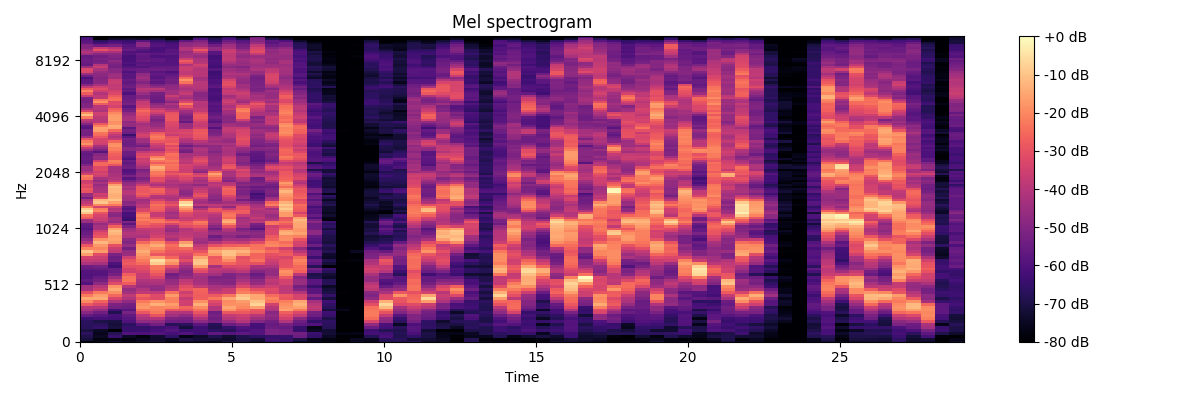 Mel spectrogram
Hz
8192
4096
2048
1024
512
0
0 5 10 15 20 25
Time
+0 dB
-10 dB
-20 dB
-30 dB
-40 dB
-50 dB
-60 dB
-70 dB
-80 dB